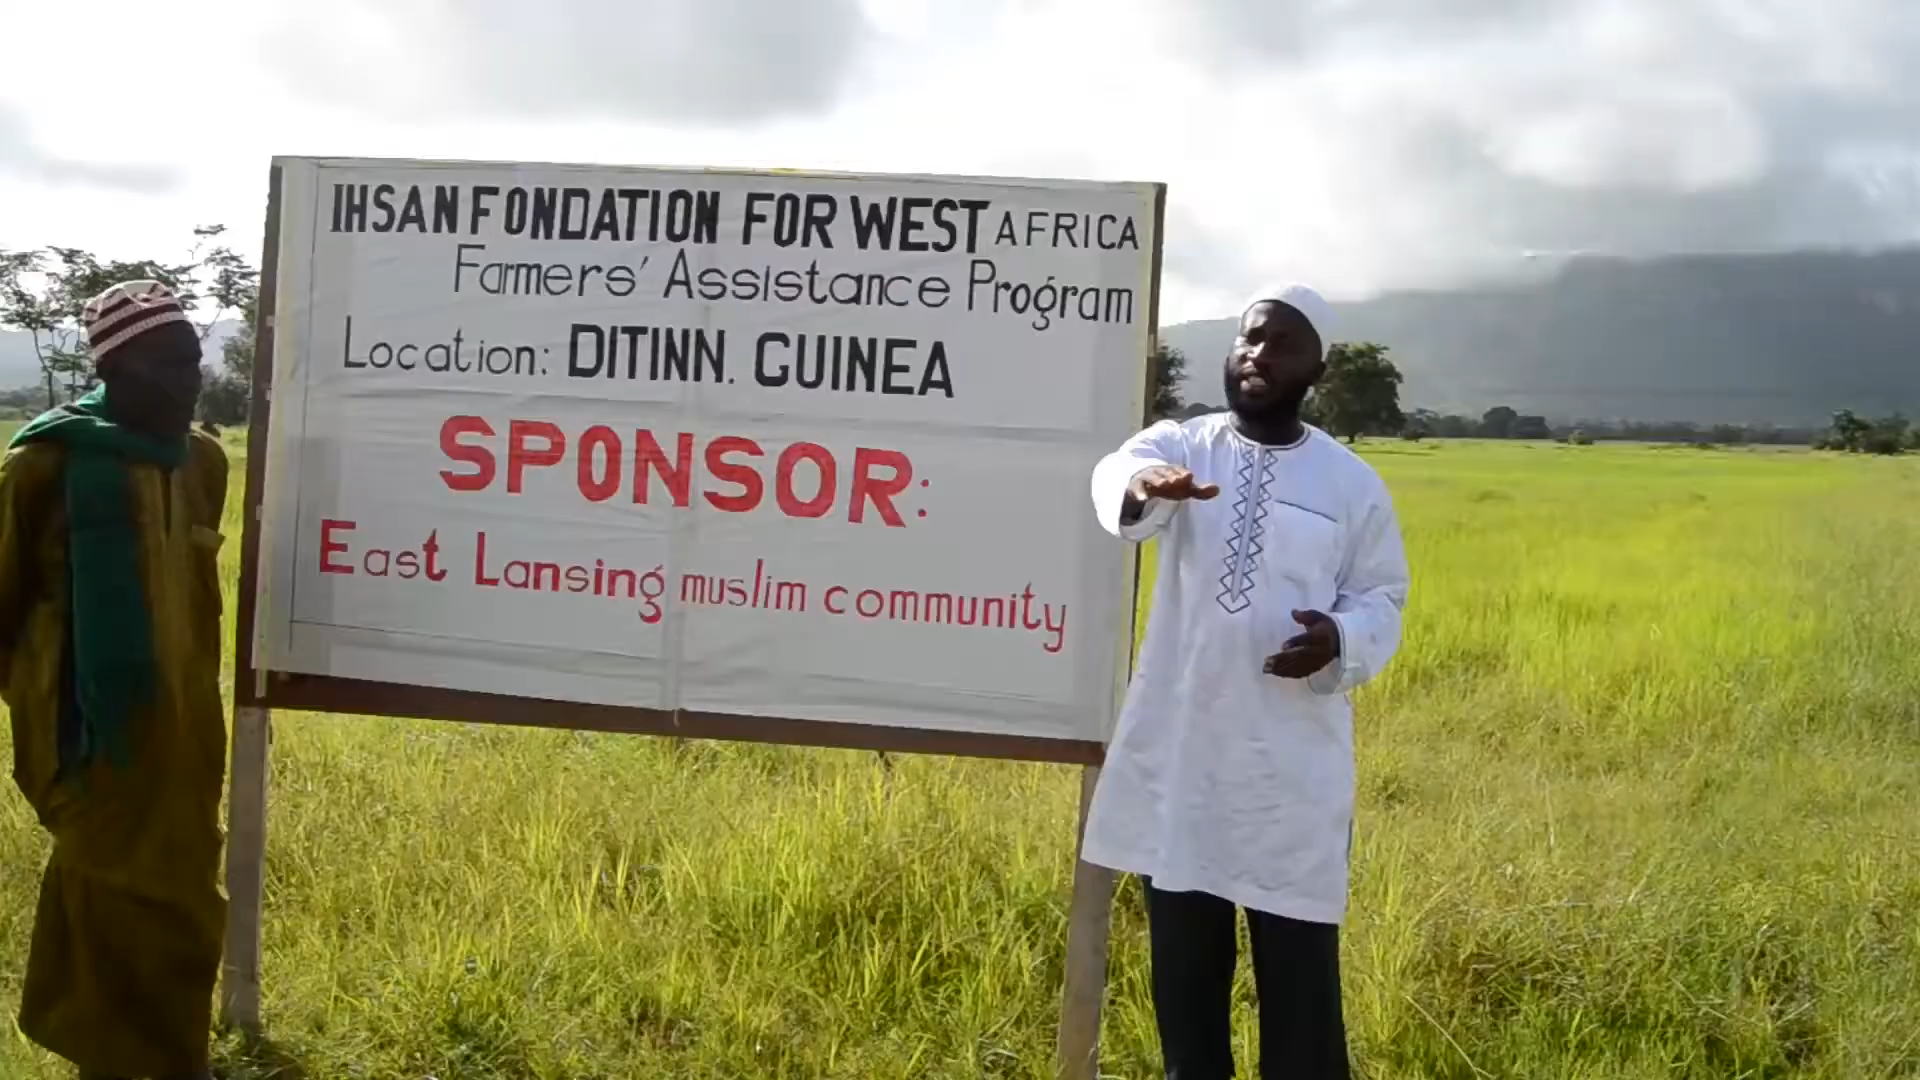 IHSAN FONDATION FOR WEST AFRICA
Farmers' Assistance Program
Location: DITINN. GUINEA
SPONSOR:
East Lansing muslim community